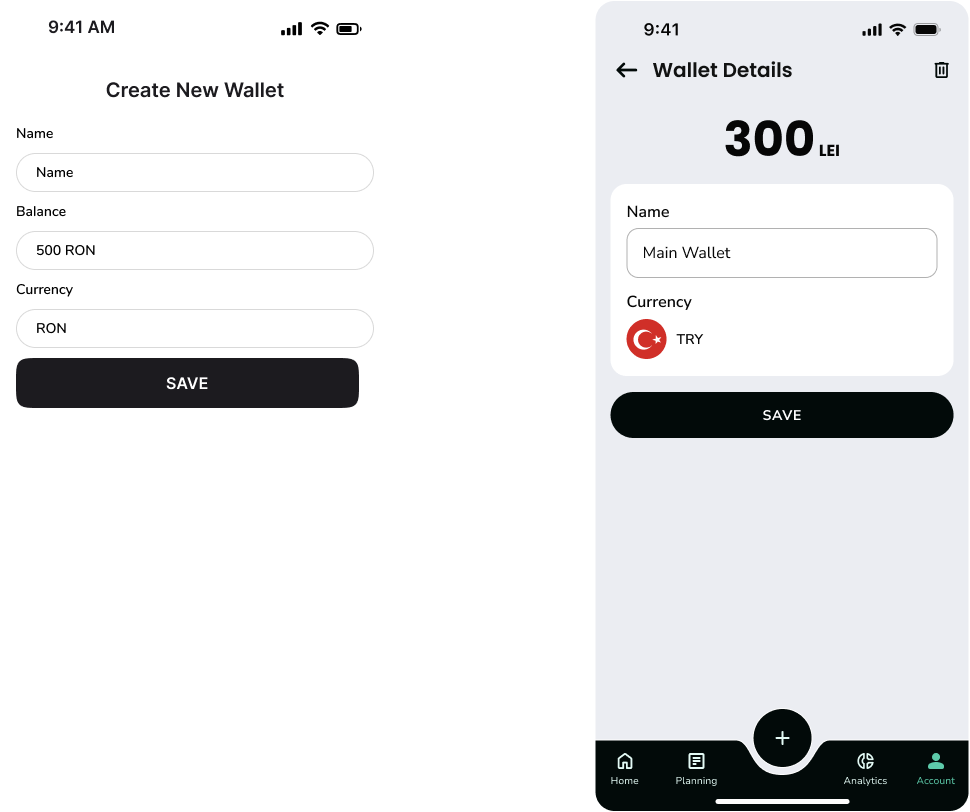 9:41 AM
Create New Wallet
Name
Name
Balance
500 RON
Currency
RON
SAVE
9:41
Wallet Details
300 LEI
Name
Main Wallet
Currency
TRY
SAVE
Home
Planning
Analytics
Account